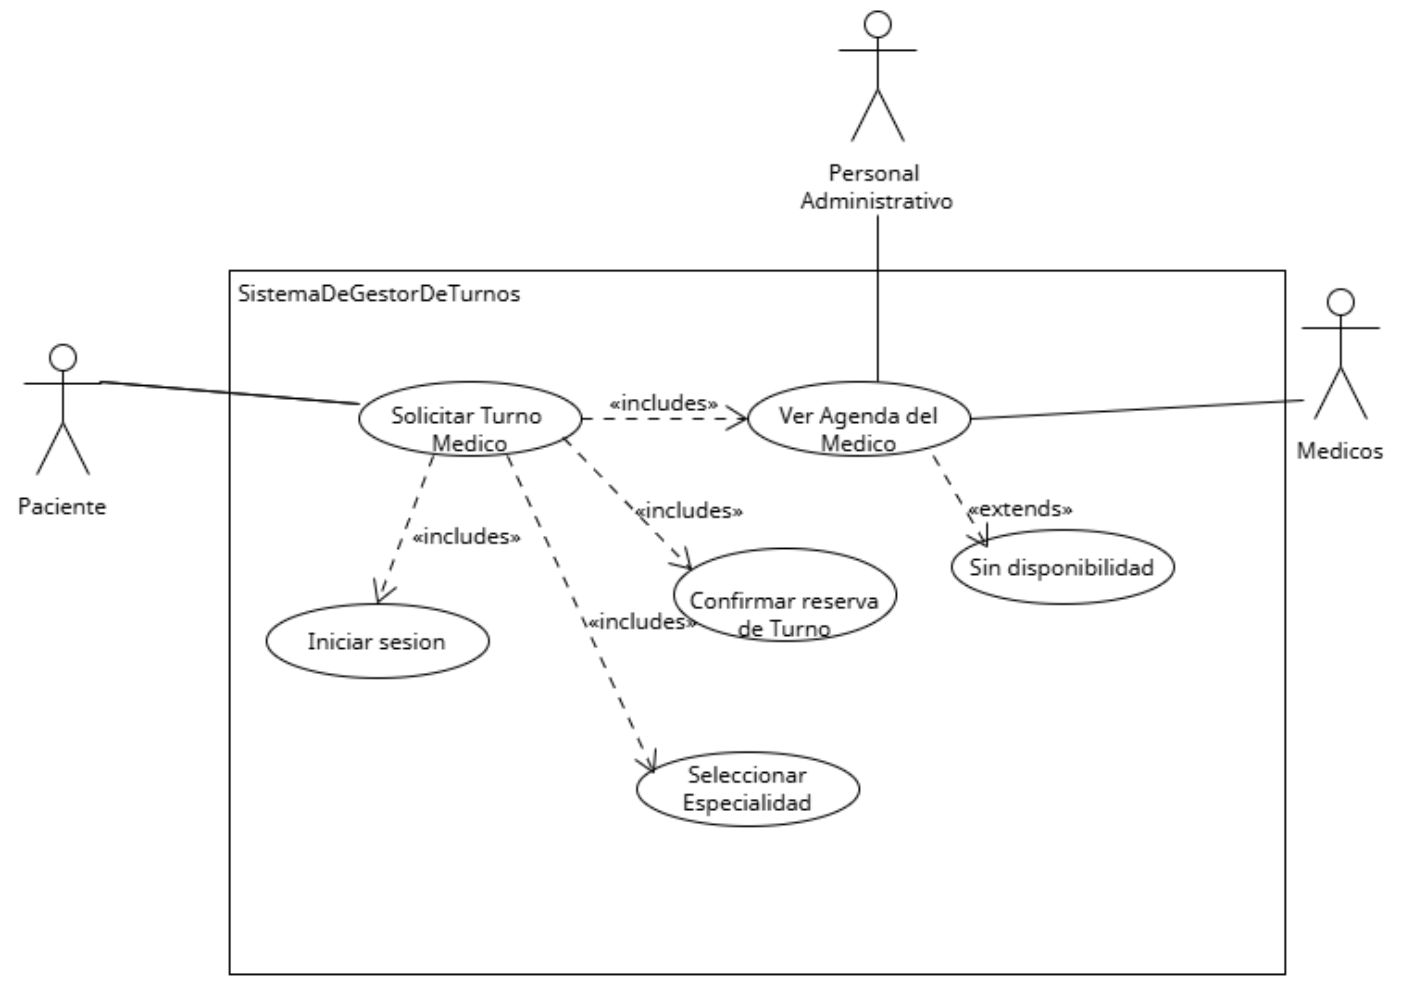 Personal
Administrativo
SistemaDeGestorDeTurnos
Paciente
Medicos
Solicitar Turno
Medico
«includes»
Ver Agenda del
Medico
«includes»
«includes»
«extends»
Sin disponibilidad
Iniciar sesion
«includes»
Confirmar reserva
de Turno
Seleccionar
Especialidad